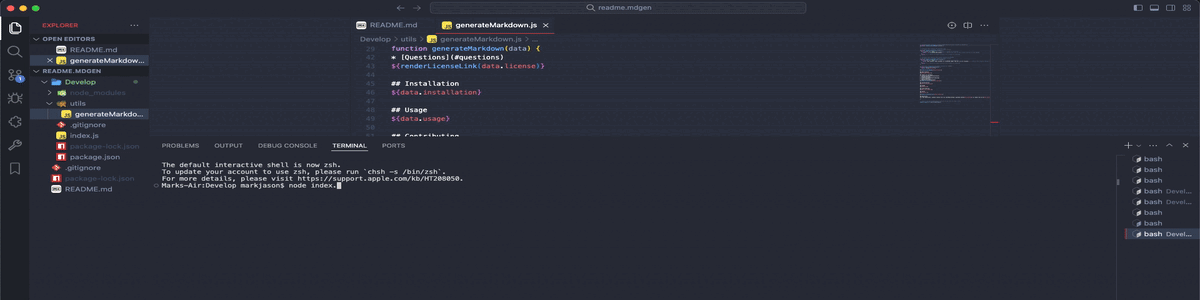 readme.mdgen
EXPLORER
OPEN EDITORS
README.md
generateMarkdow...
README.MDGEN
Develop
node_modules
utils
generateMarkdo...
.gitignore
index.js
package-lock.json
package.json
.gitignore
package-lock.json
README.md
1
README.md
generateMarkdown.js
Develop > utils > generateMarkdown.js > ...
29 function generateMarkdown(data) {
42 * [Questions](#questions)
43 ${renderLicenseLink(data.license)}
44
45 ## Installation
46 ${data.installation}
47
48 ## Usage
49 ${data.usage}
50
## Contributing
PROBLEMS OUTPUT DEBUG CONSOLE TERMINAL PORTS
The default interactive shell is now zsh.
To update your account to use zsh, please run `chsh -s /bin/zsh`.
For more details, please visit https://support.apple.com/kb/HT208050.
Marks-Air:Develop markjason$ node index.
bash
bash
bash
bash Devel...
bash Devel...
bash
bash
bash Devel...